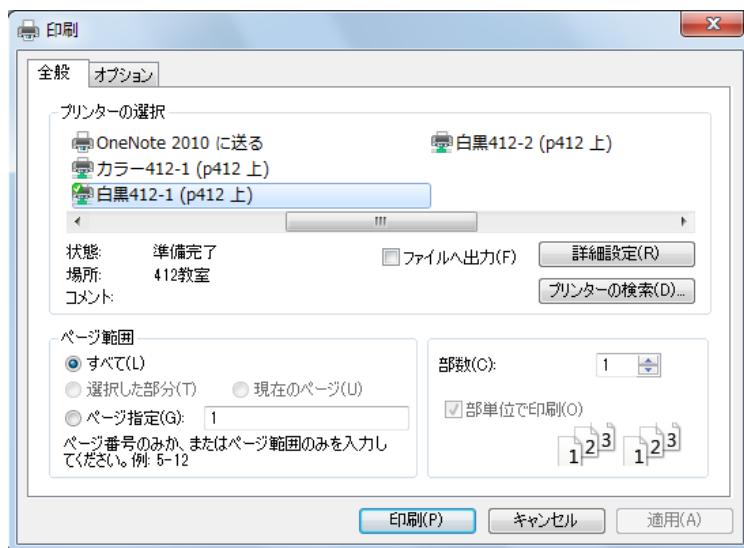 印刷
全般 オプション
プリンターの選択
OneNote 2010 に送る
白黒412-2 (p412 上)
カラー412-1 (p412 上)
白黒412-1 (p412 上)
状態: 準備完了
場所: 412教室
コメント:
ファイルへ出力(F)
詳細設定(R)
プリンターの検索(D)...
ページ範囲
すべて(L)
選択した部分(T) 現在のページ(U)
ページ指定(G): 1
ページ番号のみか、またはページ範囲のみを入力し
てください。例: 5-12
部数(C): 1
部単位で印刷(O)
1 2 3 1 2 3
印刷(P) キャンセル 適用(A)